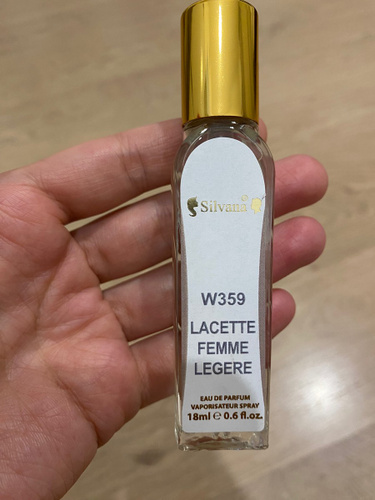 Silvana
W359
LACETTE
FEMME
LEGERE
EAU DE PARFUM
VAPORISATEUR SPRAY
18ml ℮ 0.6 fl.oz.